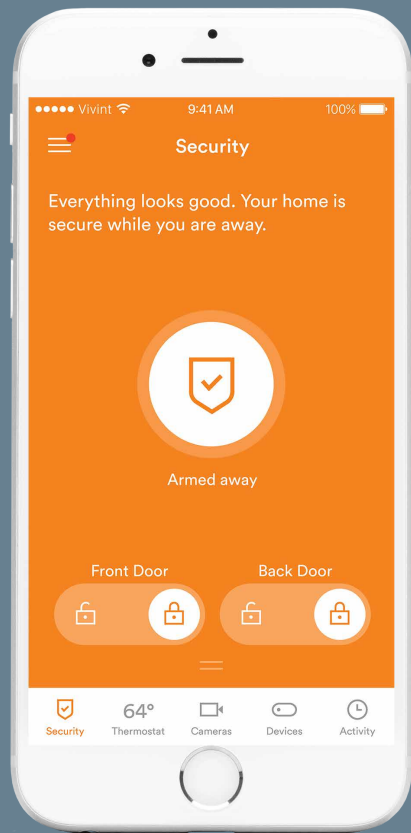 Vivint 9:41 AM 100%
Security
Everything looks good. Your home is
secure while you are away.
Armed away
Front Door Back Door
64°
Security Thermostat Cameras Devices Activity